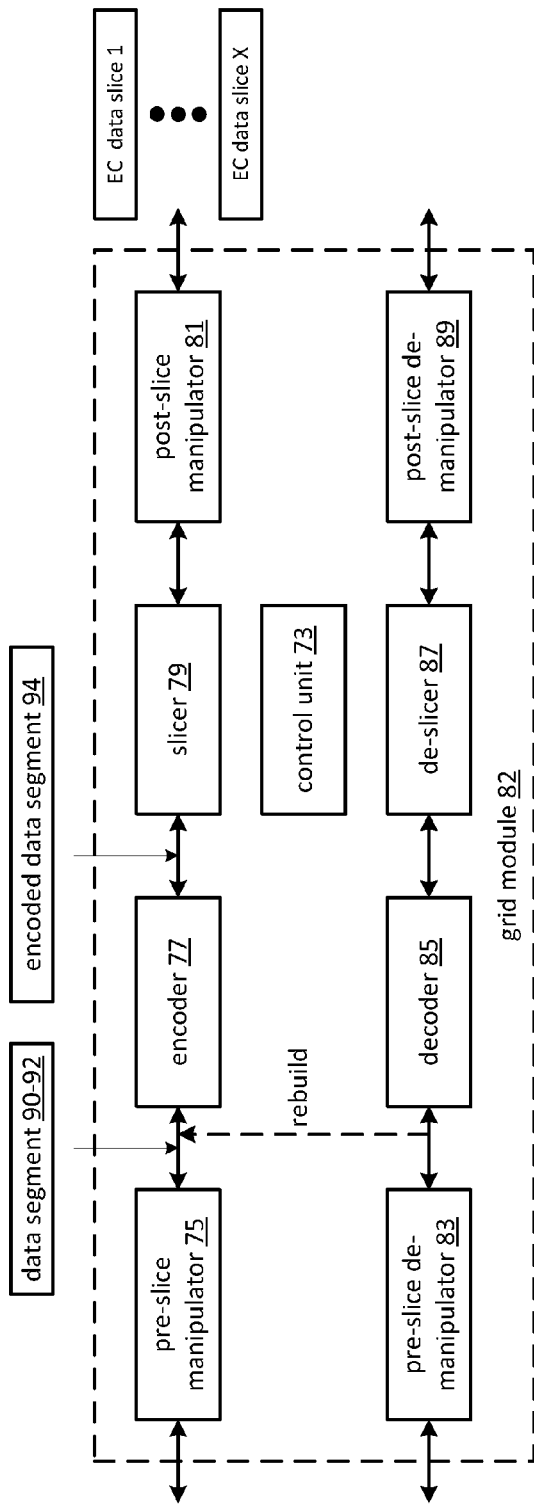 data segment 90-92
encoded data segment 94
EC data slice 1
EC data slice X
pre-slice
manipulator 75
encoder 77
slicer 79
post-slice
manipulator 81
rebuild
control unit 73
pre-slice de-
manipulator 83
decoder 85
de-slicer 87
post-slice de-
manipulator 89
grid module 82